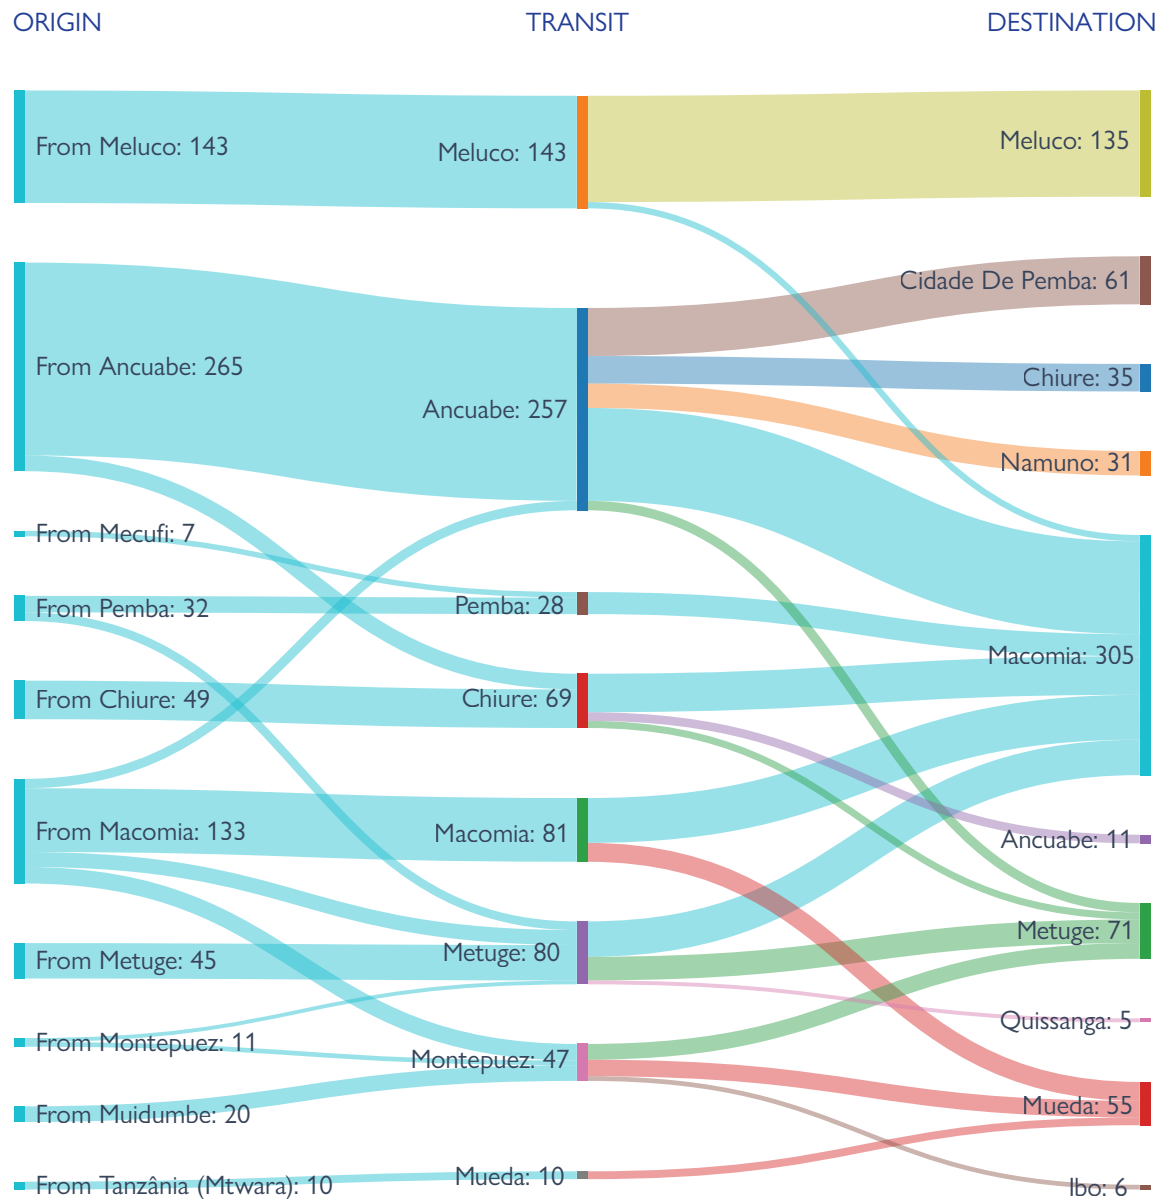 ORIGIN TRANSIT DESTINATION
From Meluco: 143
Meluco: 143
Meluco: 135
From Ancuabe: 265
Ancuabe: 257
Cidade De Pemba: 61
Chiure: 35
Namuno: 31
From Mecufi: 7
From Pemba: 32
Pemba: 28
Macomia: 305
From Chiure: 49
Chiure: 69
From Macomia: 133
Macomia: 81
Ancuabe: 11
From Metuge: 45
Metuge: 80
Metuge: 71
Quissanga: 5
From Montepuez: 11
Montepuez: 47
From Muidumbe: 20
Mueda: 55
From Tanzânia (Mtwara): 10
Mueda: 10
Ibo: 6